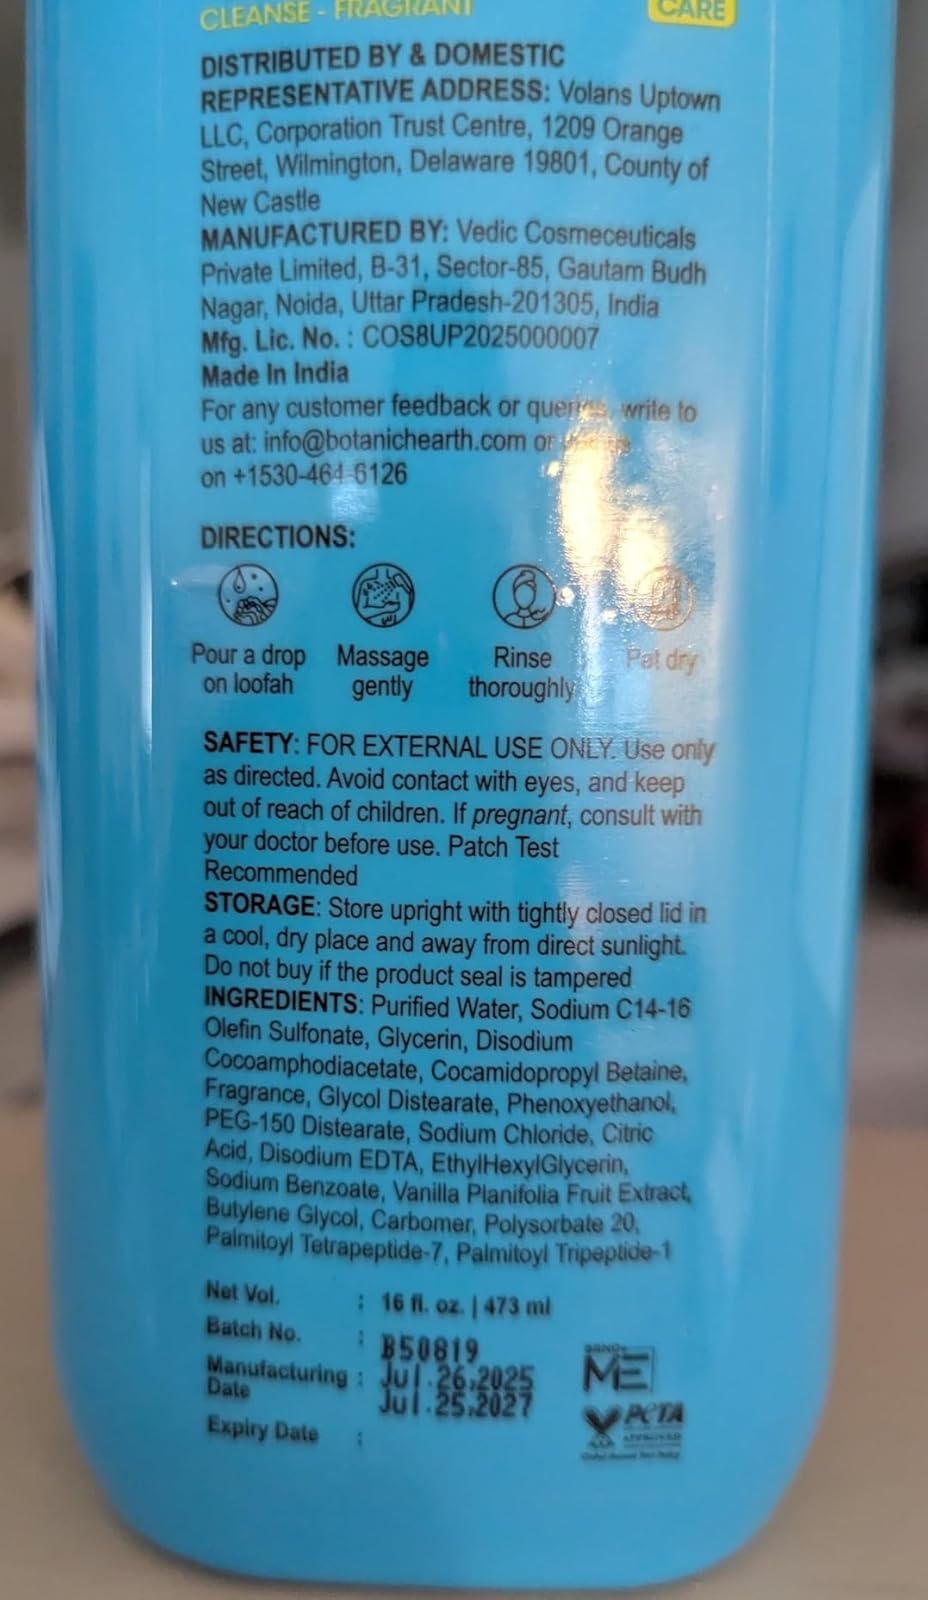 CLEANSE - FRAGRANT
CARE
DISTRIBUTED BY & DOMESTIC
REPRESENTATIVE ADDRESS: Volans Uptown
LLC, Corporation Trust Centre, 1209 Orange
Street, Wilmington, Delaware 19801, County of
New Castle
MANUFACTURED BY: Vedic Cosmeceuticals
Private Limited, B-31, Sector-85, Gautam Budh
Nagar, Noida, Uttar Pradesh-201305, India
Mfg. Lic. No. : COS8UP2025000007
Made In India
For any customer feedback or queries, write to
us at: info@botanichearth.com or
on +1530-464-6126
DIRECTIONS:
Pour a drop
on loofah
Massage
gently
Rinse
thoroughly
Pat dry
SAFETY: FOR EXTERNAL USE ONLY. Use only
as directed. Avoid contact with eyes, and keep
out of reach of children. If pregnant, consult with
your doctor before use. Patch Test
Recommended
STORAGE: Store upright with tightly closed lid in
a cool, dry place and away from direct sunlight.
Do not buy if the product seal is tampered
INGREDIENTS: Purified Water, Sodium C14-16
Olefin Sulfonate, Glycerin, Disodium
Cocoamphodiacetate, Cocamidopropyl Betaine,
Fragrance, Glycol Distearate, Phenoxyethanol,
PEG-150 Distearate, Sodium Chloride, Citric
Acid, Disodium EDTA, EthylHexylGlycerin,
Sodium Benzoate, Vanilla Planifolia Fruit Extract,
Butylene Glycol, Carbomer, Polysorbate 20,
Palmitoyl Tetrapeptide-7, Palmitoyl Tripeptide-1
Net Vol. : 16 fl. oz. | 473 ml
Batch No. : B50819
Manufacturing : Jul.26,2025
Date Jul.25,2027
Expiry Date :
ME
PETA
APPROVED